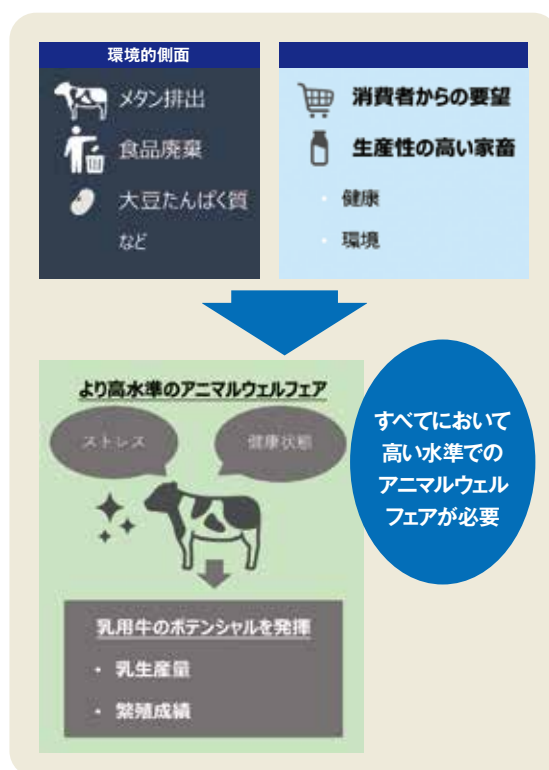 環境的側面
メタン排出
食品廃棄
大豆たんぱく質
など
消費者からの要望
生産性の高い家畜
・ 健康
・ 環境
より高水準のアニマルウェルフェア
ストレス
健康状態
乳用牛のポテンシャルを発揮
・ 乳生産量
・ 繁殖成績
すべてにおいて
高い水準での
アニマルウェル
フェアが必要